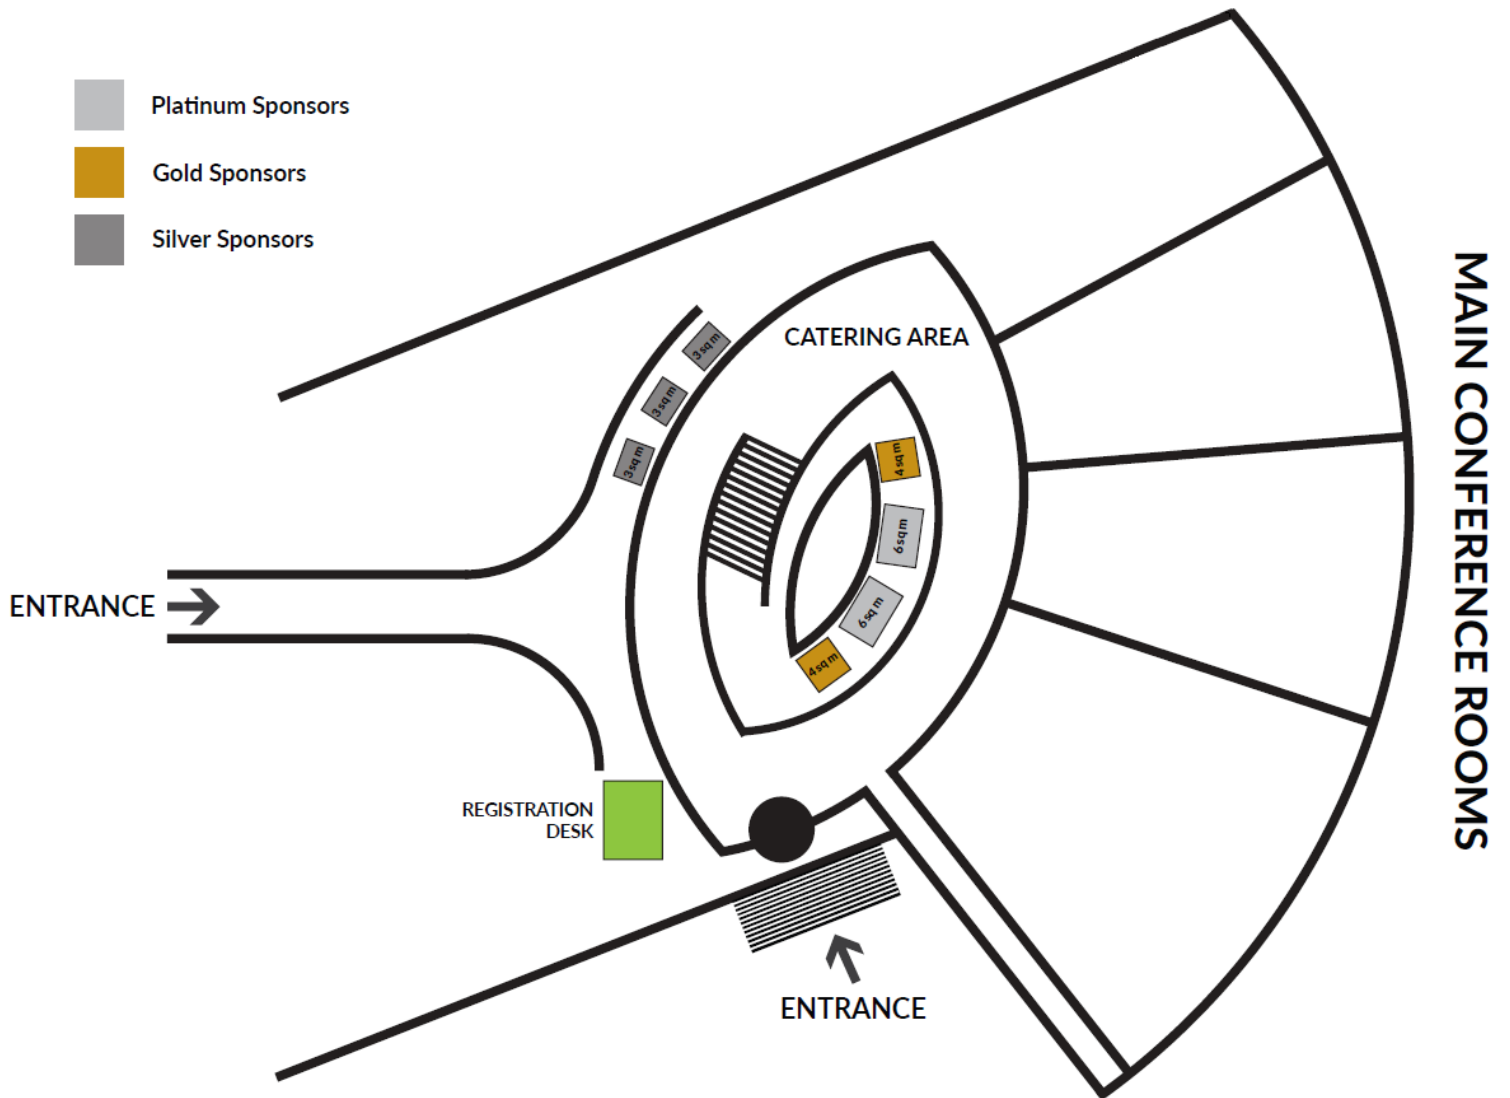 Platinum Sponsors
Gold Sponsors
Silver Sponsors
CATERING AREA
3 sq m
3 sq m
3 sq m
4 sq m
6 sq m
6 sq m
4 sq m
ENTRANCE
REGISTRATION
DESK
ENTRANCE
MAIN CONFERENCE ROOMS